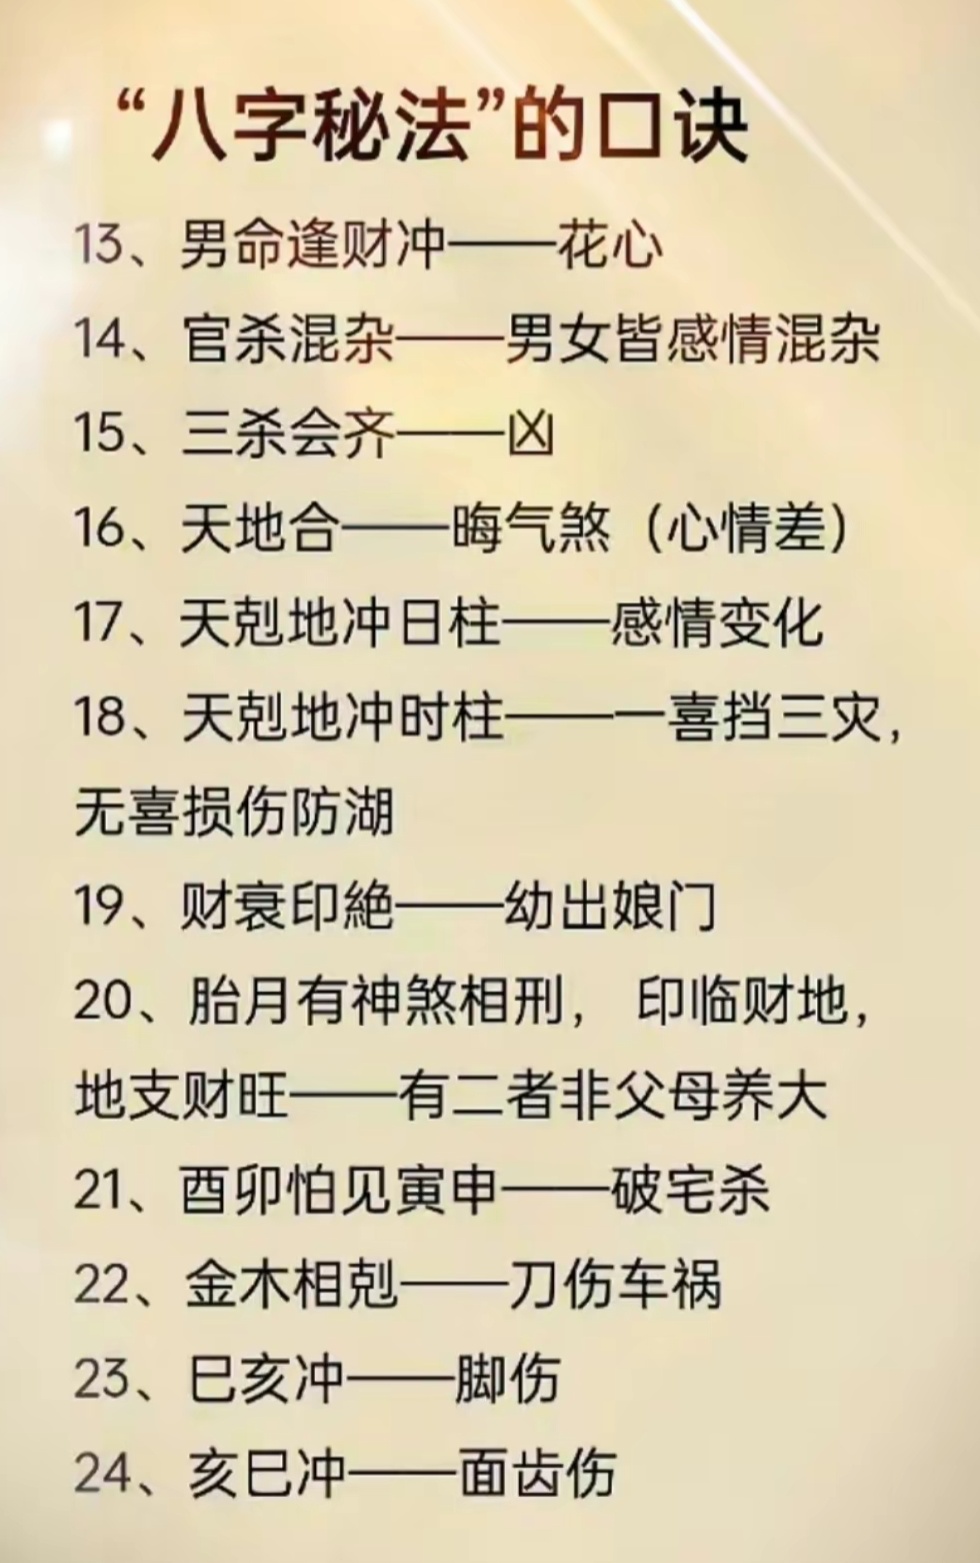 “八字秘法”的口诀
13、男命逢财冲——花心
14、官杀混杂——男女皆感情混杂
15、三杀会齐——凶
16、天地合——晦气煞（心情差）
17、天剋地冲日柱——感情变化
18、天剋地冲时柱——一喜挡三灾，
无喜损伤防湖
19、财衰印絶——幼出娘门
20、胎月有神煞相刑， 印临财地，
地支财旺——有二者非父母养大
21、酉卯怕见寅申——破宅杀
22、金木相剋——刀伤车祸
23、巳亥冲——脚伤
24、亥巳冲——面齿伤